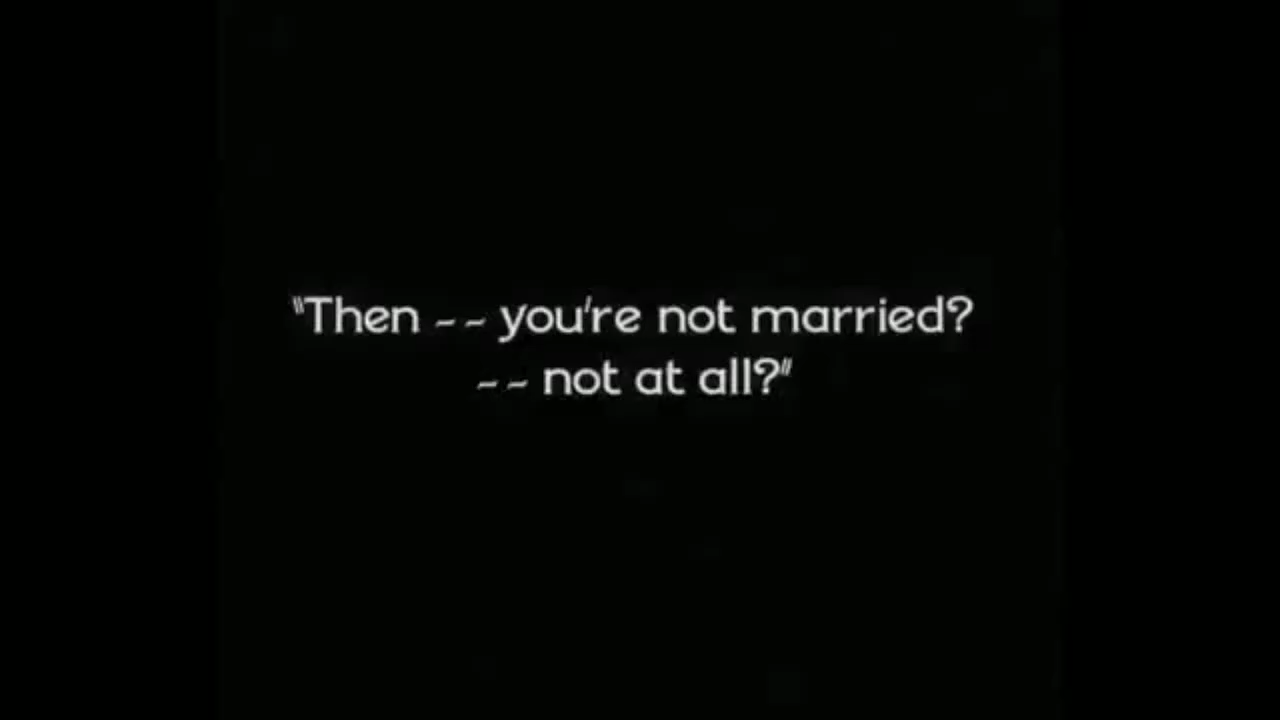 "Then -- you're not married?
-- not at all?"